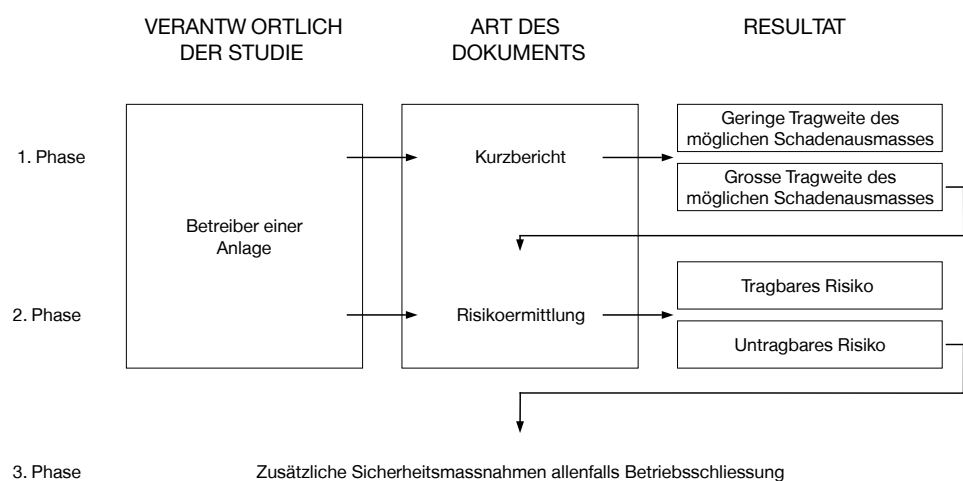 VERANTW ORTLICH
DER STUDIE
ART DES
DOKUMENTS
RESULTAT
1. Phase
Betreiber einer
Anlage
Kurzbericht
Geringe Tragweite des
möglichen Schadenausmasses
Grosse Tragweite des
möglichen Schadenausmasses
2. Phase
Risikoermittlung
Tragbares Risiko
Untragbares Risiko
3. Phase
Zusätzliche Sicherheitsmassnahmen allenfalls Betriebsschliessung